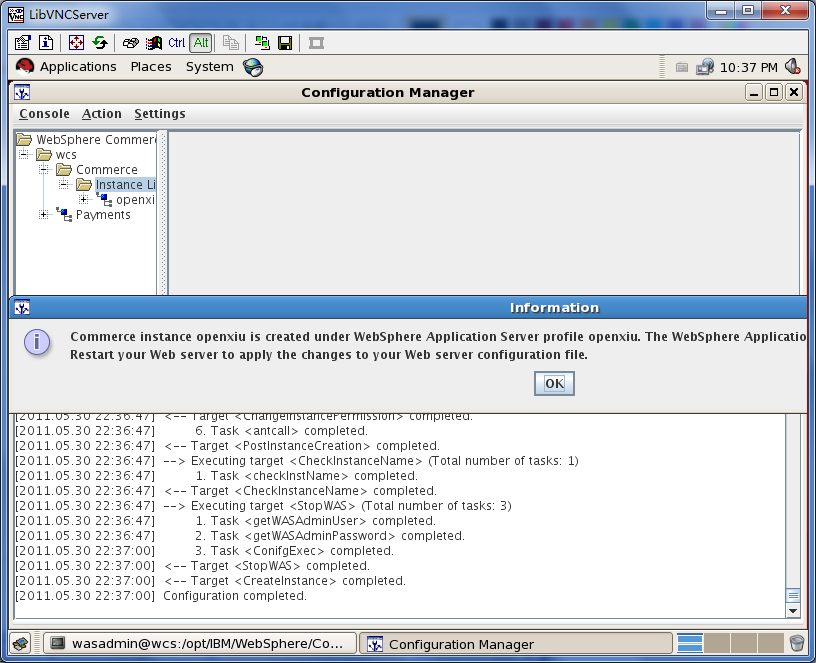 LibVNCServer
Ctrl Alt
Applications Places System 10:37 PM
Configuration Manager
Console Action Settings
WebSphere Commer
wcs
Commerce
Instance Li
openxi
Payments
Information
Commerce instance openxiu is created under WebSphere Application Server profile openxiu. The WebSphere Applicatio
Restart your Web server to apply the changes to your Web server configuration file.
OK
[2011.05.30 22:36:47] <-- Target <ChangeInstancePermission> completed.
[2011.05.30 22:36:47] 6. Task <antcall> completed.
[2011.05.30 22:36:47] <-- Target <PostInstanceCreation> completed.
[2011.05.30 22:36:47] --> Executing target <CheckInstanceName> (Total number of tasks: 1)
[2011.05.30 22:36:47] 1. Task <checkInstName> completed.
[2011.05.30 22:36:47] <-- Target <CheckInstanceName> completed.
[2011.05.30 22:36:47] --> Executing target <StopWAS> (Total number of tasks: 3)
[2011.05.30 22:36:47] 1. Task <getWASAdminUser> completed.
[2011.05.30 22:36:47] 2. Task <getWASAdminPassword> completed.
[2011.05.30 22:37:00] 3. Task <ConifgExec> completed.
[2011.05.30 22:37:00] <-- Target <StopWAS> completed.
[2011.05.30 22:37:00] <-- Target <CreateInstance> completed.
[2011.05.30 22:37:00] Configuration completed.
wasadmin@wcs:/opt/IBM/WebSphere/Co... Configuration Manager